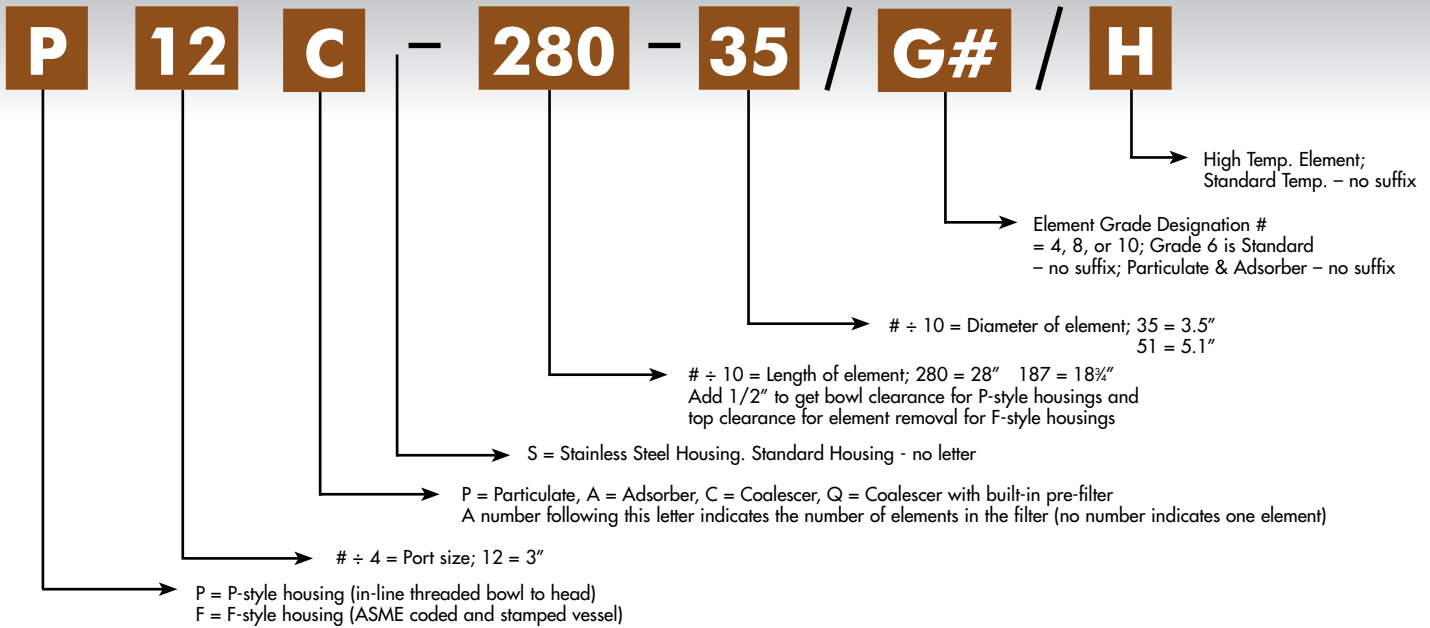 P 12 C – 280 – 35 / G# / H
High Temp. Element;
Standard Temp. – no suffix
Element Grade Designation #
= 4, 8, or 10; Grade 6 is Standard
– no suffix; Particulate & Adsorber – no suffix
# ÷ 10 = Diameter of element; 35 = 3.5″
51 = 5.1″
# ÷ 10 = Length of element; 280 = 28″ 187 = 18¾″
Add 1/2″ to get bowl clearance for P-style housings and
top clearance for element removal for F-style housings
S = Stainless Steel Housing. Standard Housing - no letter
P = Particulate, A = Adsorber, C = Coalescer, Q = Coalescer with built-in pre-filter
A number following this letter indicates the number of elements in the filter (no number indicates one element)
# ÷ 4 = Port size; 12 = 3″
P = P-style housing (in-line threaded bowl to head)
F = F-style housing (ASME coded and stamped vessel)